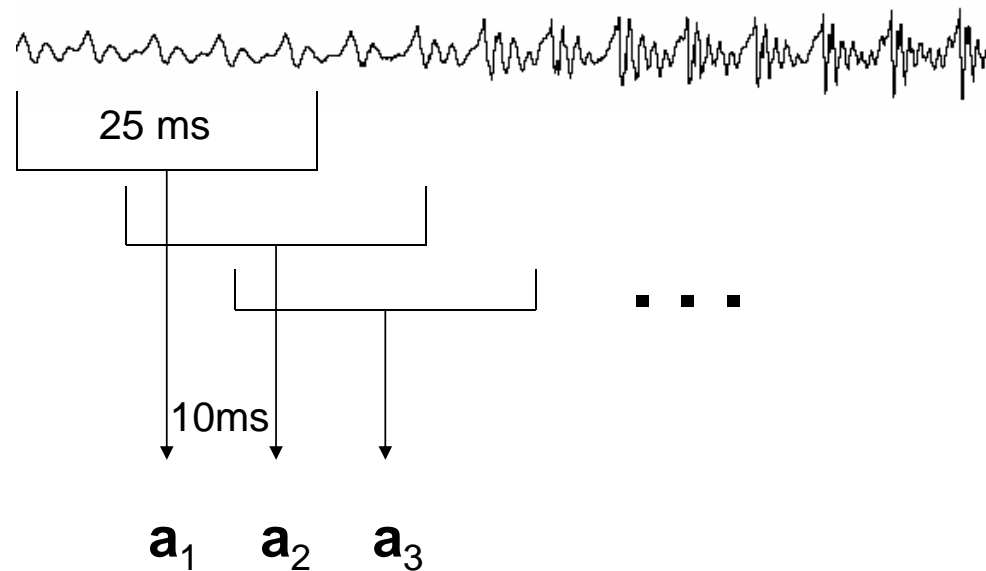 25 ms
. . .
10ms
a₁ a₂ a₃